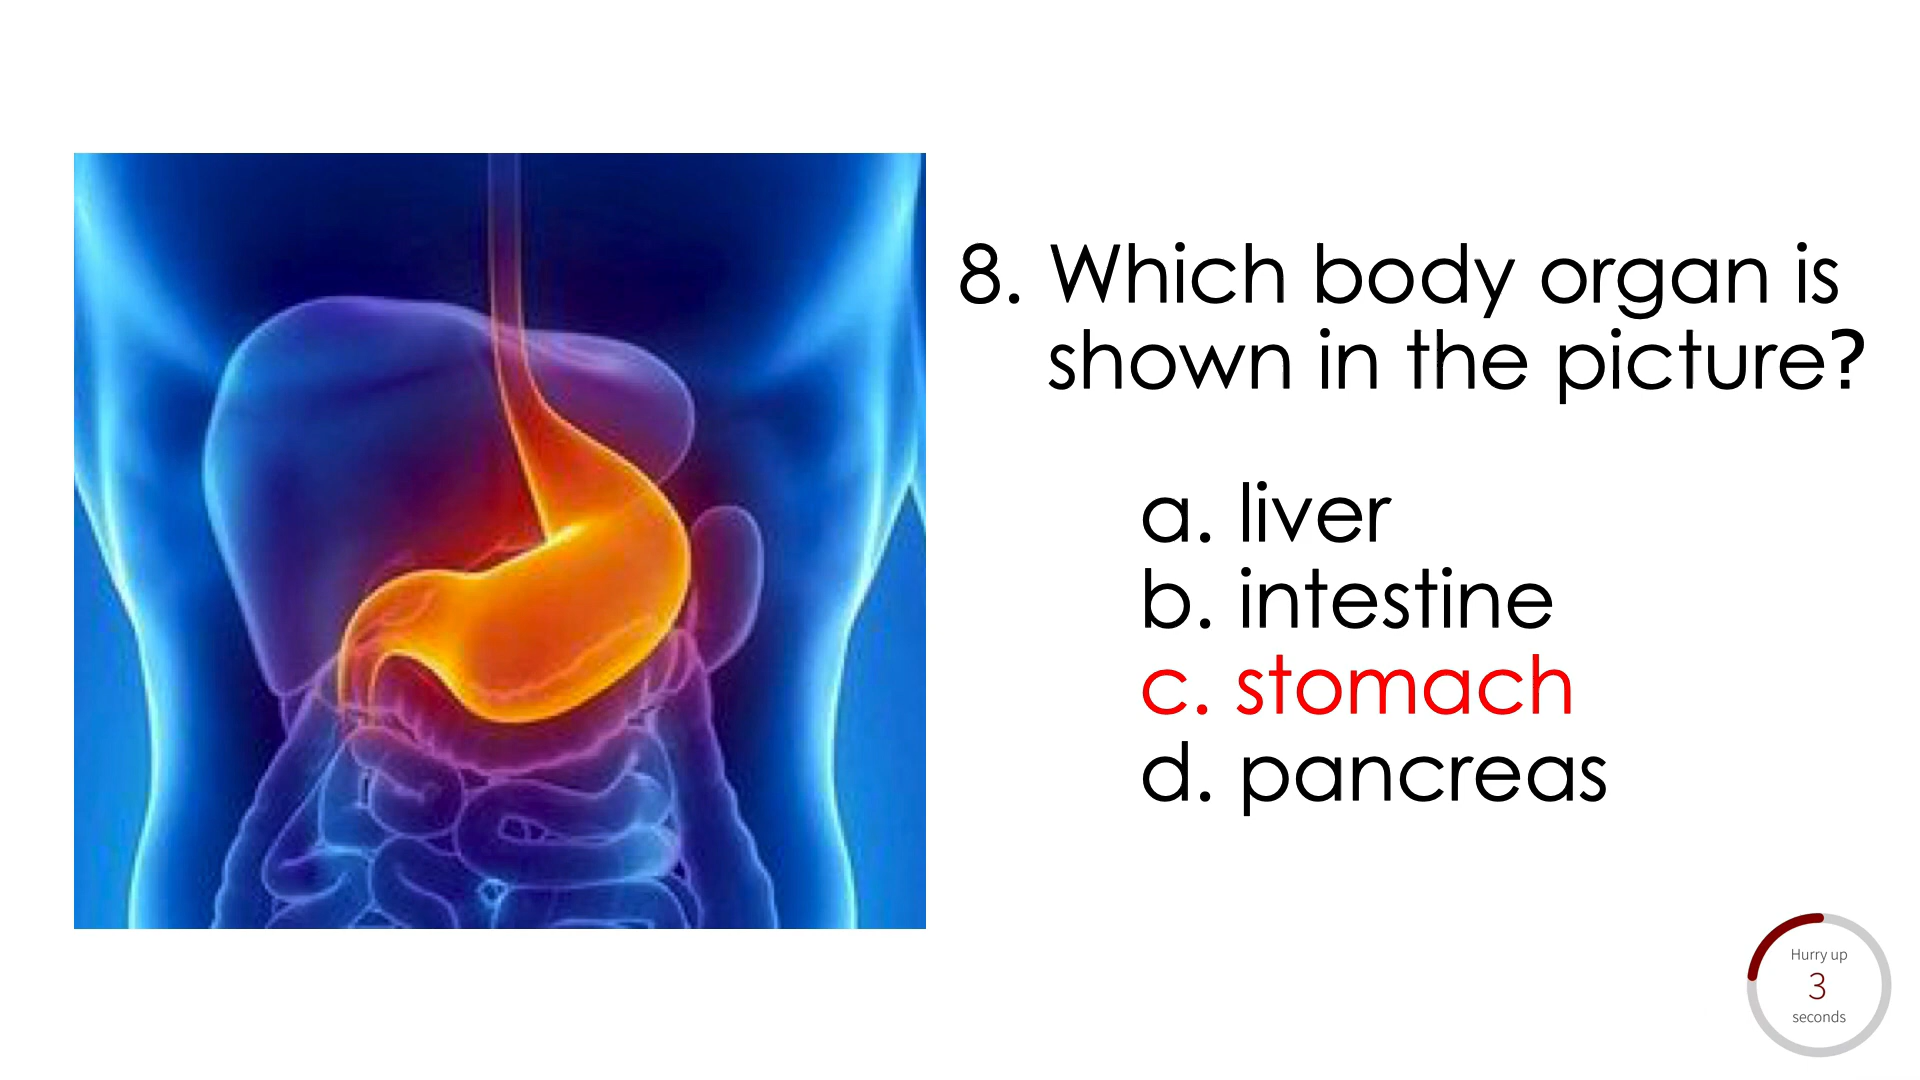 8. Which body organ is
shown in the picture?
a. liver
b. intestine
c. stomach
d. pancreas
Hurry up
3
seconds